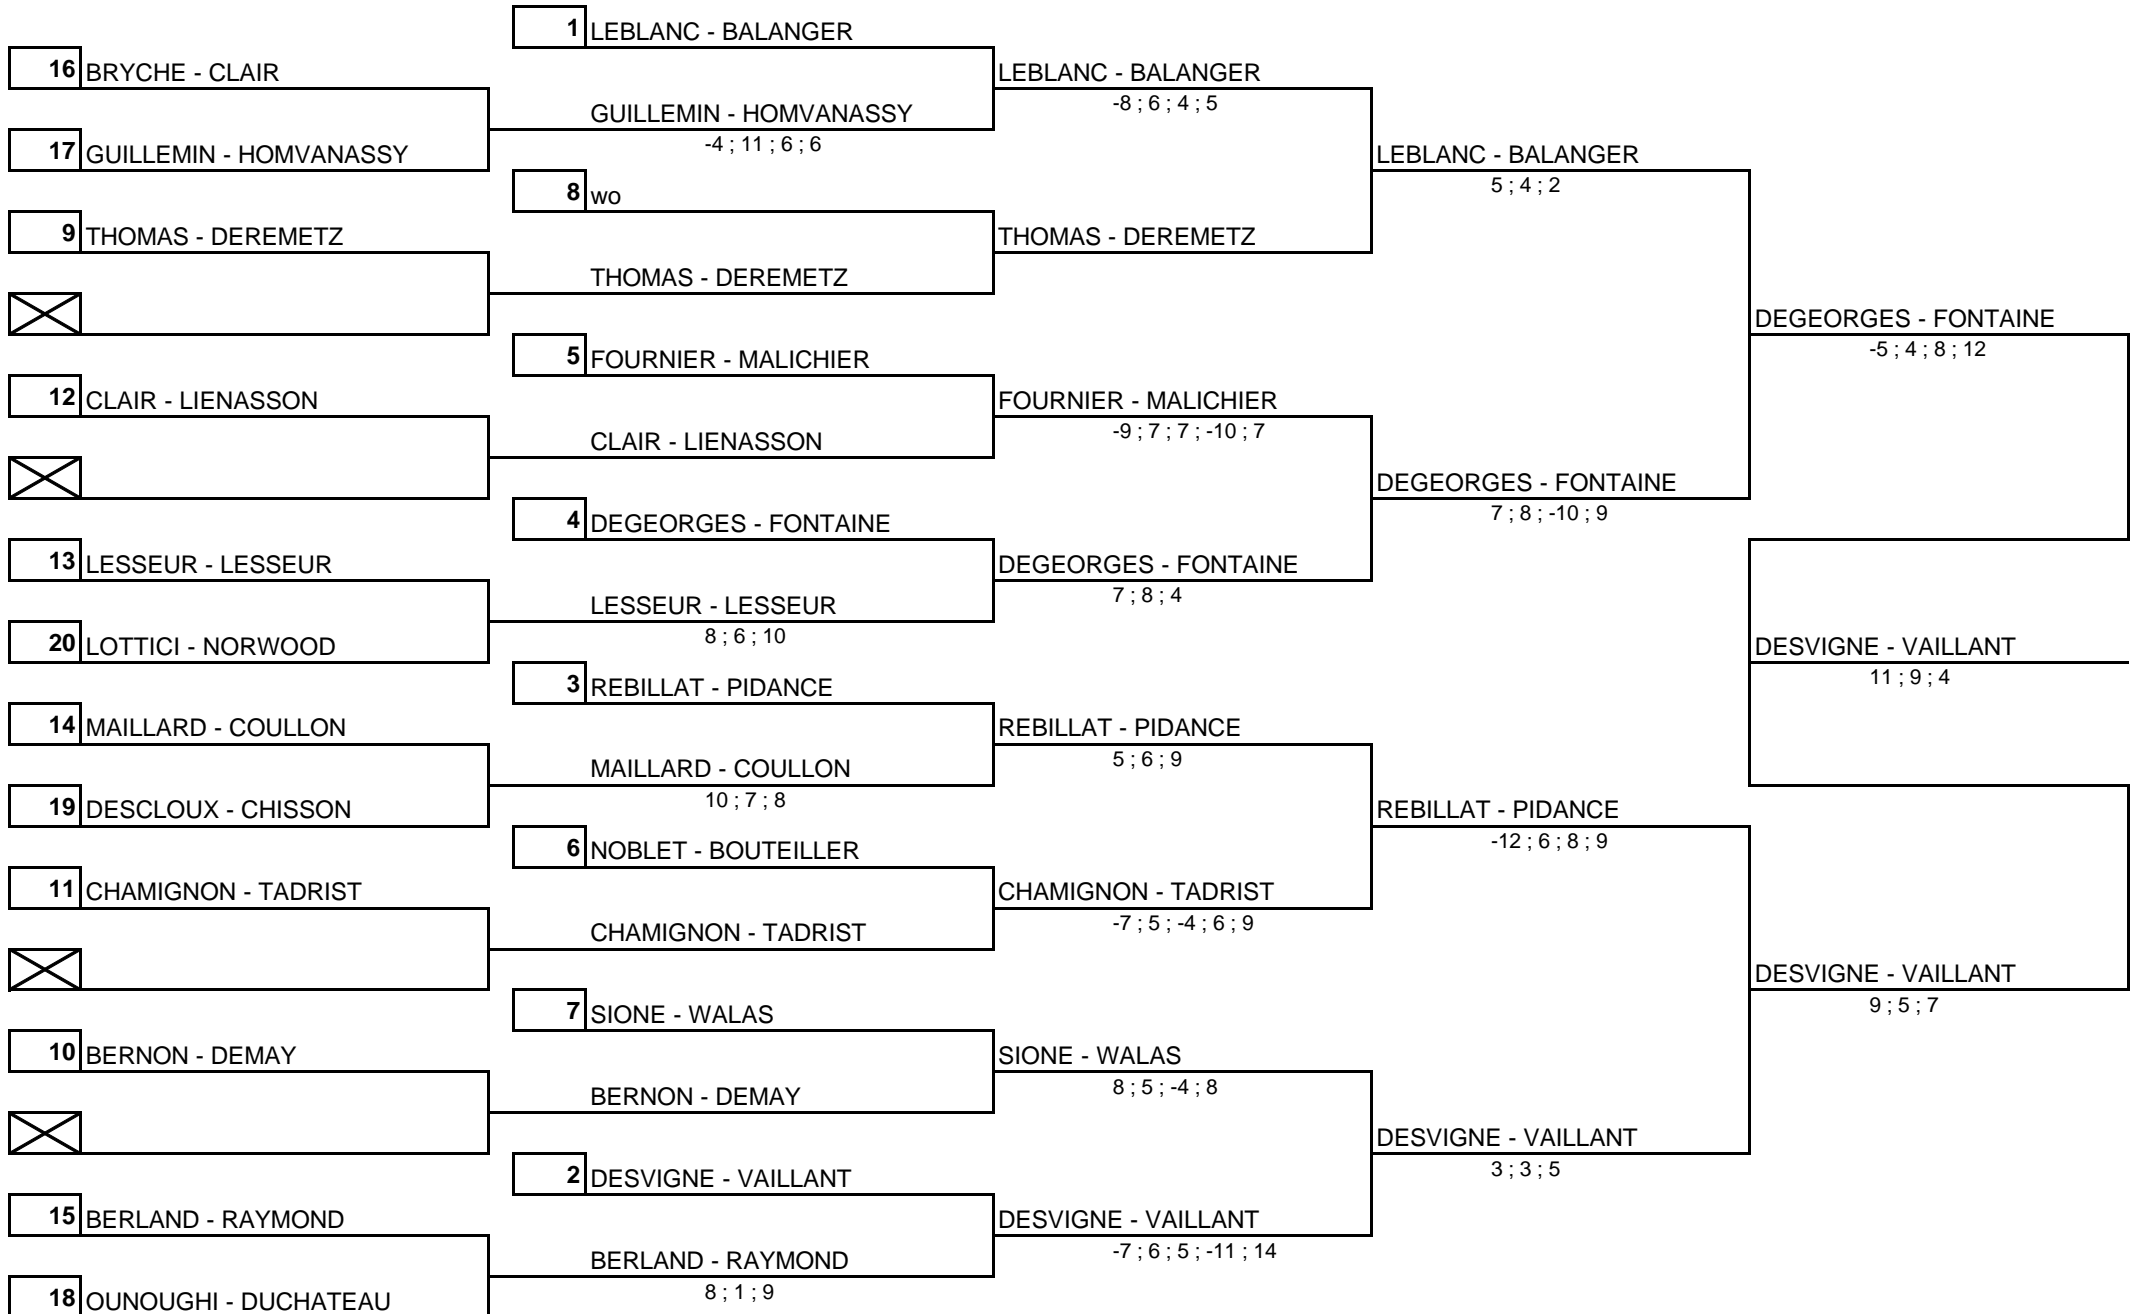 1 LEBLANC - BALANGER
16 BRYCHE - CLAIR
LEBLANC - BALANGER
-8 ; 6 ; 4 ; 5
GUILLEMIN - HOMVANASSY
-4 ; 11 ; 6 ; 6
17 GUILLEMIN - HOMVANASSY
LEBLANC - BALANGER
5 ; 4 ; 2
8 wo
9 THOMAS - DEREMETZ
THOMAS - DEREMETZ
THOMAS - DEREMETZ
DEGEORGES - FONTAINE
-5 ; 4 ; 8 ; 12
5 FOURNIER - MALICHIER
12 CLAIR - LIENASSON
FOURNIER - MALICHIER
-9 ; 7 ; 7 ; -10 ; 7
CLAIR - LIENASSON
DEGEORGES - FONTAINE
7 ; 8 ; -10 ; 9
4 DEGEORGES - FONTAINE
13 LESSEUR - LESSEUR
DEGEORGES - FONTAINE
7 ; 8 ; 4
LESSEUR - LESSEUR
8 ; 6 ; 10
20 LOTTICI - NORWOOD
DESVIGNE - VAILLANT
11 ; 9 ; 4
3 REBILLAT - PIDANCE
14 MAILLARD - COULLON
REBILLAT - PIDANCE
5 ; 6 ; 9
MAILLARD - COULLON
10 ; 7 ; 8
19 DESCLOUX - CHISSON
REBILLAT - PIDANCE
-12 ; 6 ; 8 ; 9
6 NOBLET - BOUTEILLER
11 CHAMIGNON - TADRIST
CHAMIGNON - TADRIST
-7 ; 5 ; -4 ; 6 ; 9
CHAMIGNON - TADRIST
DESVIGNE - VAILLANT
9 ; 5 ; 7
7 SIONE - WALAS
10 BERNON - DEMAY
SIONE - WALAS
8 ; 5 ; -4 ; 8
BERNON - DEMAY
DESVIGNE - VAILLANT
3 ; 3 ; 5
2 DESVIGNE - VAILLANT
15 BERLAND - RAYMOND
DESVIGNE - VAILLANT
-7 ; 6 ; 5 ; -11 ; 14
BERLAND - RAYMOND
8 ; 1 ; 9
18 OUNOUGHI - DUCHATEAU